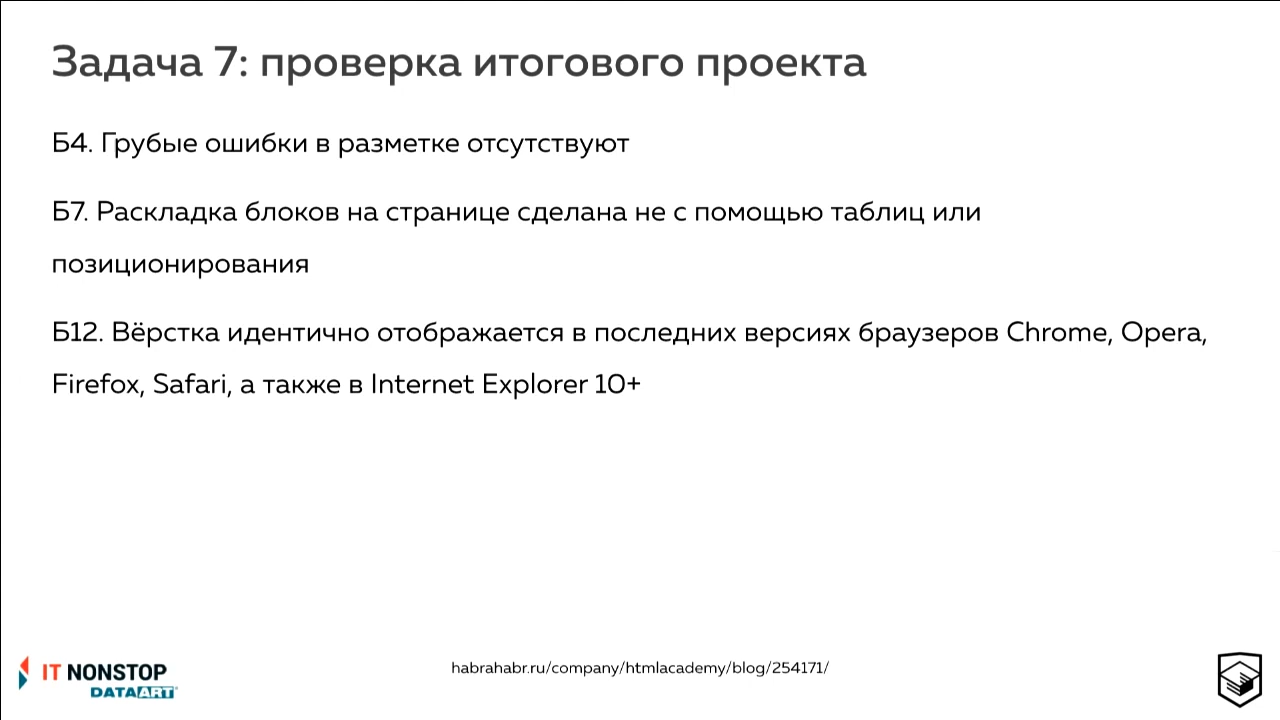 Задача 7: проверка итогового проекта
Б4. Грубые ошибки в разметке отсутствуют
Б7. Раскладка блоков на странице сделана не с помощью таблиц или
позиционирования
Б12. Вёрстка идентично отображается в последних версиях браузеров Chrome, Opera,
Firefox, Safari, а также в Internet Explorer 10+
IT NONSTOP
DATAART
habrahabr.ru/company/htmlacademy/blog/254171/